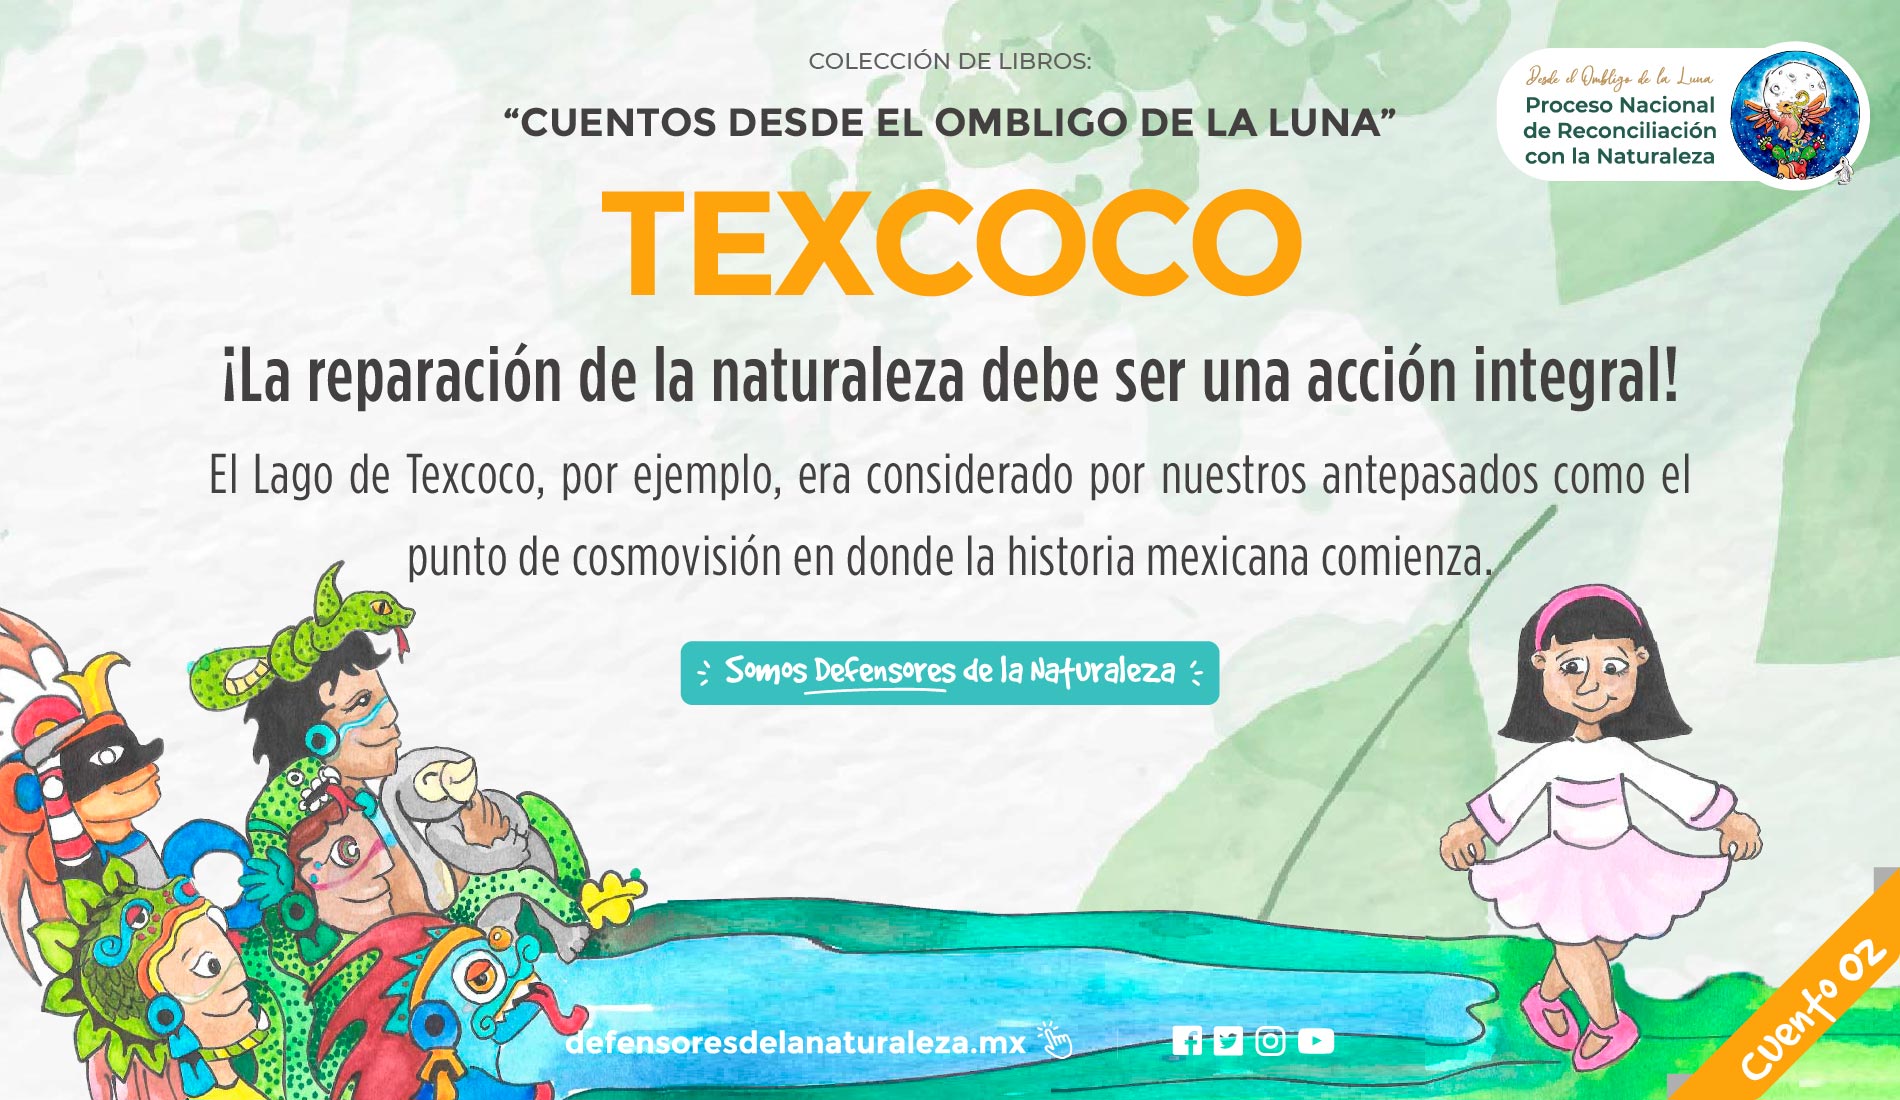 COLECCIÓN DE LIBROS:
“CUENTOS DESDE EL OMBLIGO DE LA LUNA”
Desde el Ombligo de la Luna
Proceso Nacional
de Reconciliación
con la Naturaleza
TEXCOCO
¡La reparación de la naturaleza debe ser una acción integral!
El Lago de Texcoco, por ejemplo, era considerado por nuestros antepasados como el
punto de cosmovisión en donde la historia mexicana comienza.
Somos Defensores de la Naturaleza
defensoresdelanaturaleza.mx
Cuento 02